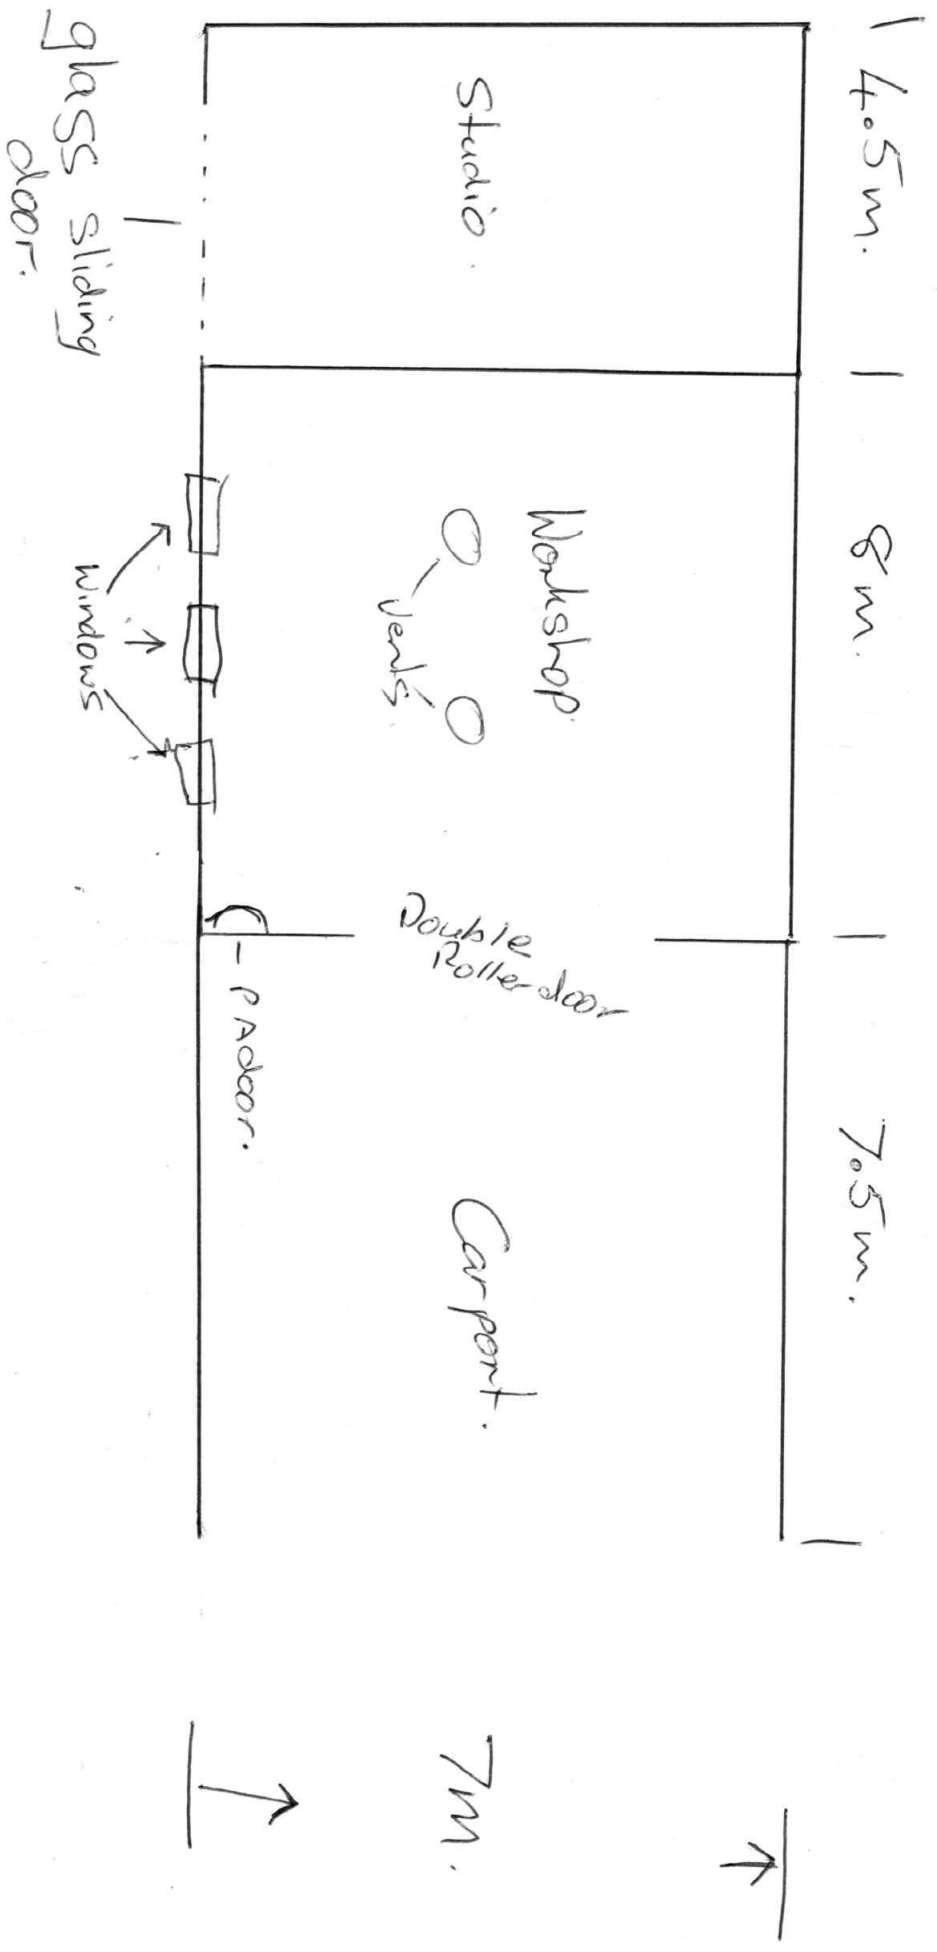 4.5m.
8m.
7.5m.
Studio.
Workshop.
Vents
Double
Roller door
Carport.
7m.
glass sliding
door.
Windows
PA door.